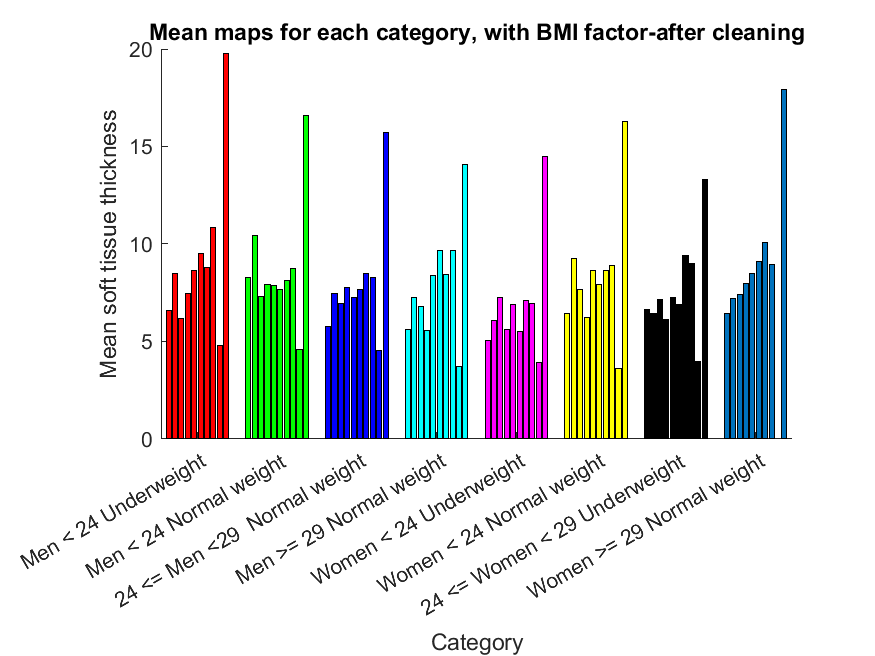 Mean maps for each category, with BMI factor-after cleaning
Mean soft tissue thickness
20
15
10
5
0
Men < 24 Underweight
Men < 24 Normal weight
24 <= Men <29  Normal weight
Men >= 29 Normal weight
Women < 24 Underweight
Women < 24 Normal weight
24 <= Women < 29 Underweight
Women >= 29 Normal weight
Category